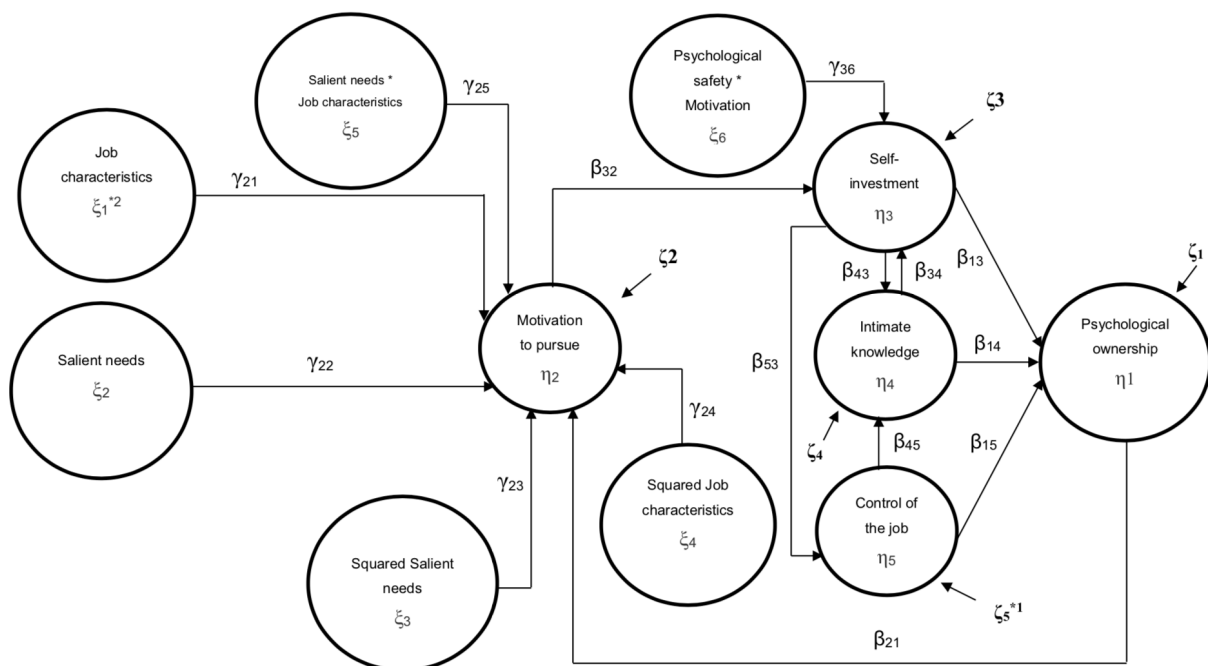 Salient needs *
Job characteristics
ξ5
γ25
Psychological
safety *
Motivation
ξ6
γ36
ζ3
Job
characteristics
ξ1*2
γ21
β32
Self-
investment
η3
ζ2
β43
β34
β13
ζ1
Motivation
to pursue
η2
Intimate
knowledge
η4
β14
Psychological
ownership
η1
Salient needs
ξ2
γ22
β53
γ24
ζ4
β45
β15
γ23
Squared Job
characteristics
ξ4
Control of
the job
η5
Squared Salient
needs
ξ3
ζ5*1
β21